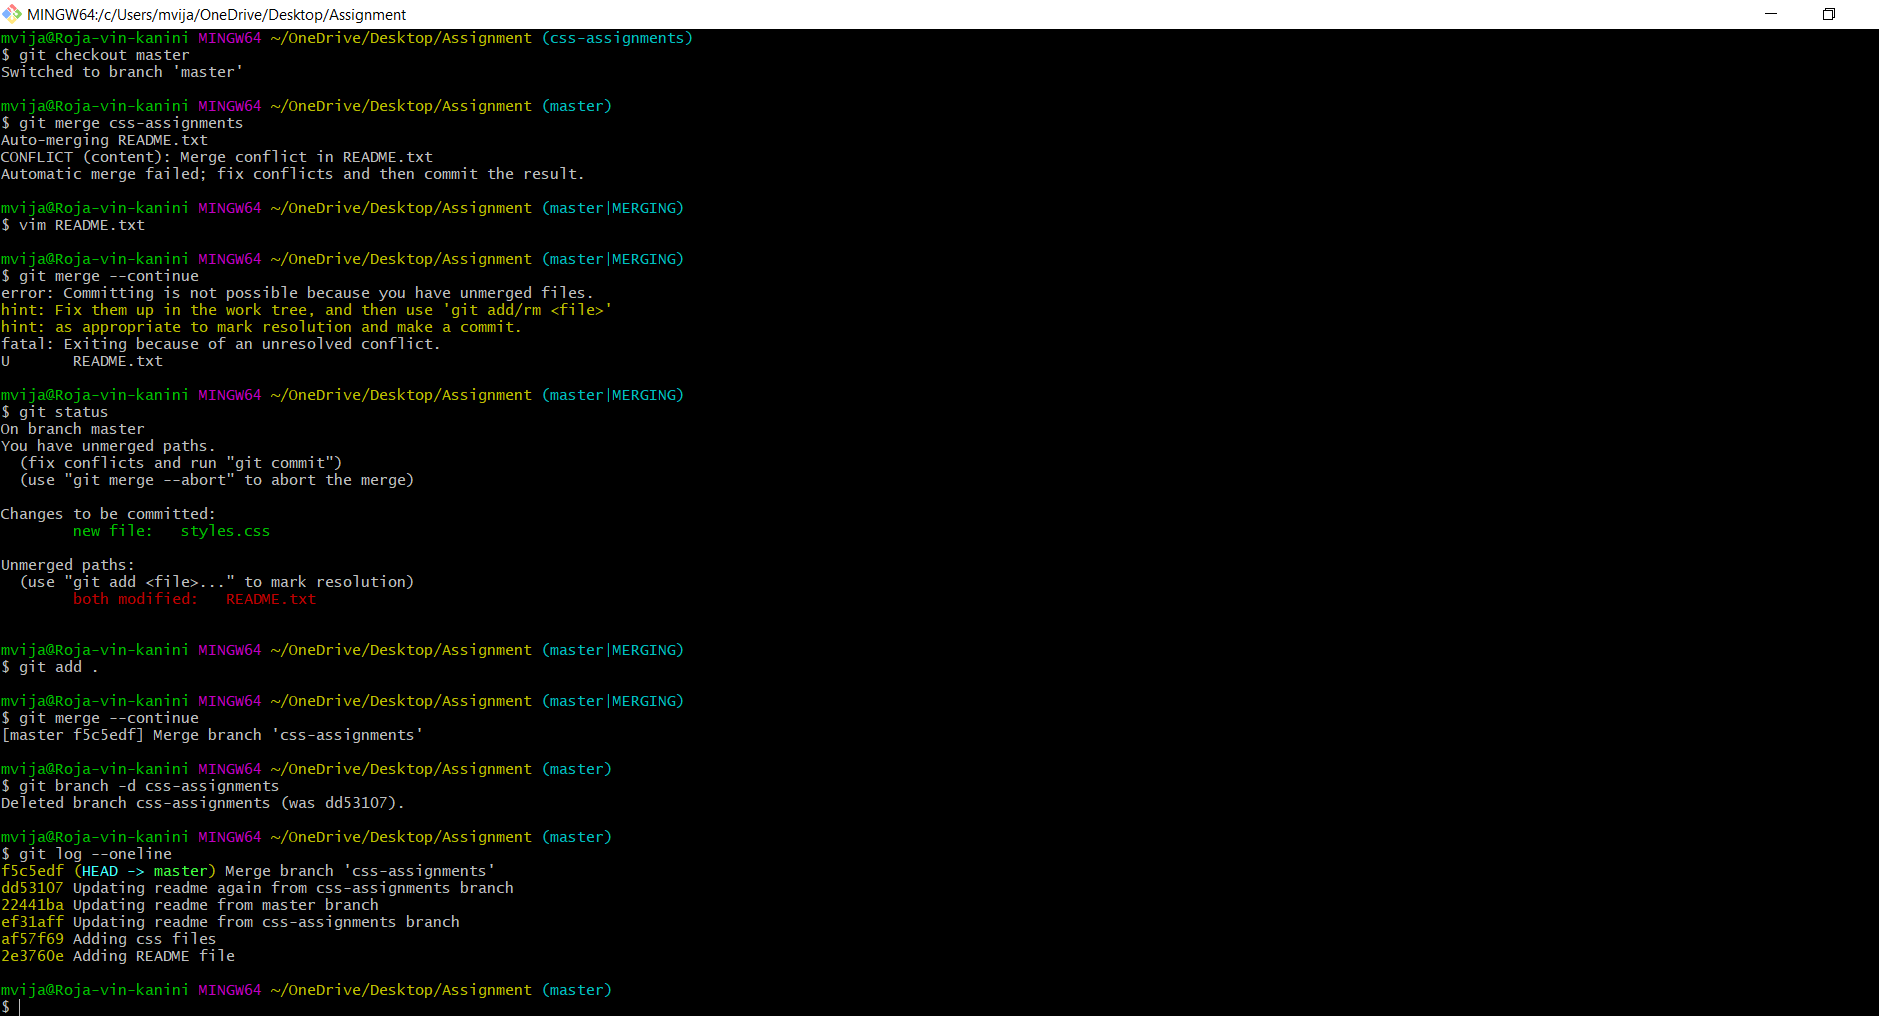 MINGW64:/c/Users/mvija/OneDrive/Desktop/Assignment
mvija@Roja-vin-kanini MINGW64 ~/OneDrive/Desktop/Assignment (css-assignments)
$ git checkout master
Switched to branch 'master'
mvija@Roja-vin-kanini MINGW64 ~/OneDrive/Desktop/Assignment (master)
$ git merge css-assignments
Auto-merging README.txt
CONFLICT (content): Merge conflict in README.txt
Automatic merge failed; fix conflicts and then commit the result.
mvija@Roja-vin-kanini MINGW64 ~/OneDrive/Desktop/Assignment (master|MERGING)
$ vim README.txt
mvija@Roja-vin-kanini MINGW64 ~/OneDrive/Desktop/Assignment (master|MERGING)
$ git merge --continue
error: Committing is not possible because you have unmerged files.
hint: Fix them up in the work tree, and then use 'git add/rm <file>'
hint: as appropriate to mark resolution and make a commit.
fatal: Exiting because of an unresolved conflict.
U       README.txt
mvija@Roja-vin-kanini MINGW64 ~/OneDrive/Desktop/Assignment (master|MERGING)
$ git status
On branch master
You have unmerged paths.
  (fix conflicts and run "git commit")
  (use "git merge --abort" to abort the merge)
Changes to be committed:
        new file:   styles.css
Unmerged paths:
  (use "git add <file>..." to mark resolution)
        both modified:   README.txt
mvija@Roja-vin-kanini MINGW64 ~/OneDrive/Desktop/Assignment (master|MERGING)
$ git add .
mvija@Roja-vin-kanini MINGW64 ~/OneDrive/Desktop/Assignment (master|MERGING)
$ git merge --continue
[master f5c5edf] Merge branch 'css-assignments'
mvija@Roja-vin-kanini MINGW64 ~/OneDrive/Desktop/Assignment (master)
$ git branch -d css-assignments
Deleted branch css-assignments (was dd53107).
mvija@Roja-vin-kanini MINGW64 ~/OneDrive/Desktop/Assignment (master)
$ git log --oneline
f5c5edf (HEAD -> master) Merge branch 'css-assignments'
dd53107 Updating readme again from css-assignments branch
22441ba Updating readme from master branch
ef31aff Updating readme from css-assignments branch
af57f69 Adding css files
2e3760e Adding README file
mvija@Roja-vin-kanini MINGW64 ~/OneDrive/Desktop/Assignment (master)
$